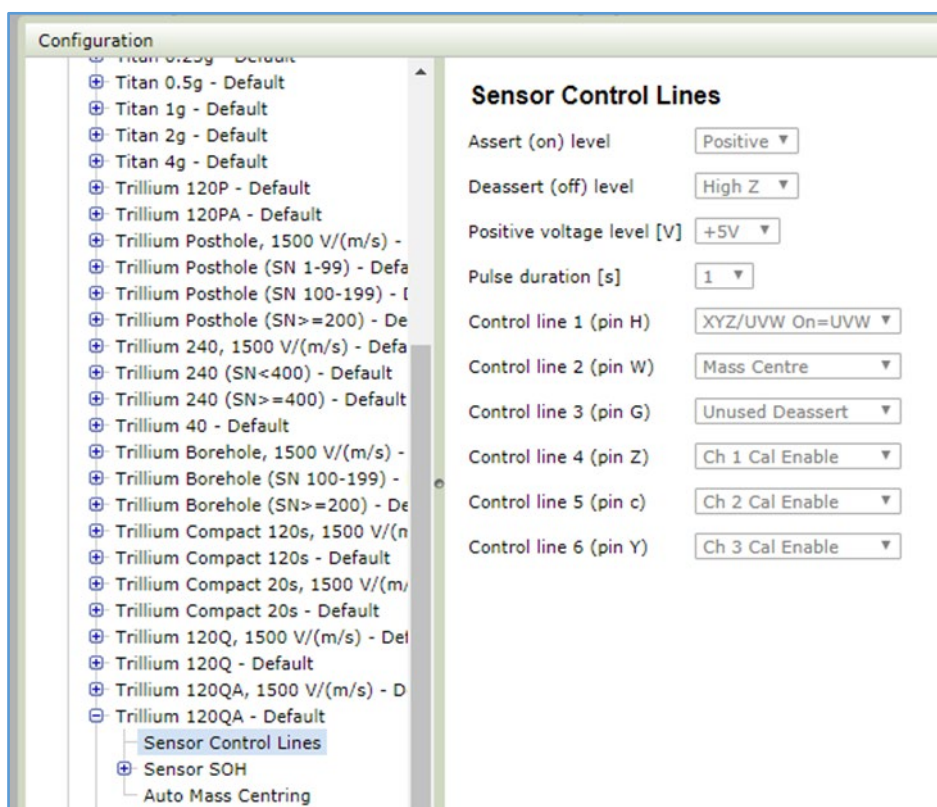 Configuration
Titan 0.25g - Default
Titan 0.5g - Default
Titan 1g - Default
Titan 2g - Default
Titan 4g - Default
Trillium 120P - Default
Trillium 120PA - Default
Trillium Posthole, 1500 V/(m/s) -
Trillium Posthole (SN 1-99) - Defa
Trillium Posthole (SN 100-199) - D
Trillium Posthole (SN>=200) - De
Trillium 240, 1500 V/(m/s) - Defa
Trillium 240 (SN<400) - Default
Trillium 240 (SN>=400) - Default
Trillium 40 - Default
Trillium Borehole, 1500 V/(m/s) -
Trillium Borehole (SN 100-199) -
Trillium Borehole (SN>=200) - De
Trillium Compact 120s, 1500 V/(m
Trillium Compact 120s - Default
Trillium Compact 20s, 1500 V/(m/
Trillium Compact 20s - Default
Trillium 120Q, 1500 V/(m/s) - Def
Trillium 120Q - Default
Trillium 120QA, 1500 V/(m/s) - D
Trillium 120QA - Default
Sensor Control Lines
Sensor SOH
Auto Mass Centring
Sensor Control Lines
Assert (on) level Positive
Deassert (off) level High Z
Positive voltage level [V] +5V
Pulse duration [s] 1
Control line 1 (pin H) XYZ/UVW On=UVW
Control line 2 (pin W) Mass Centre
Control line 3 (pin G) Unused Deassert
Control line 4 (pin Z) Ch 1 Cal Enable
Control line 5 (pin c) Ch 2 Cal Enable
Control line 6 (pin Y) Ch 3 Cal Enable